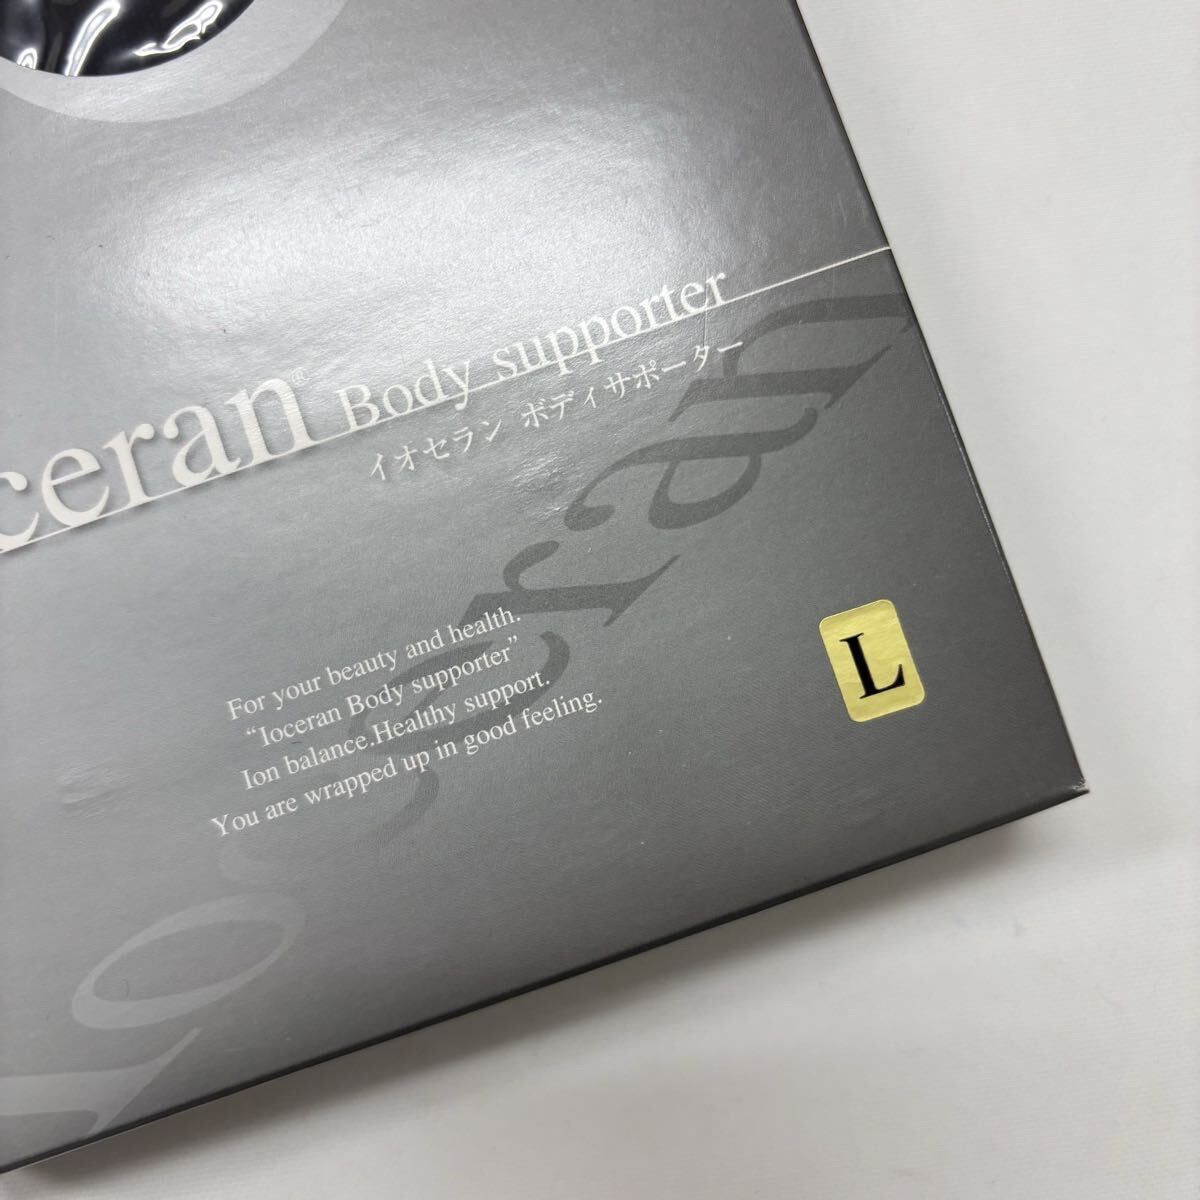 ceran® Body supporter
イオセラン ボディサポーター
For your beauty and health.
“Ioceran Body supporter”
Ion balance.Healthy support.
You are wrapped up in good feeling.
L